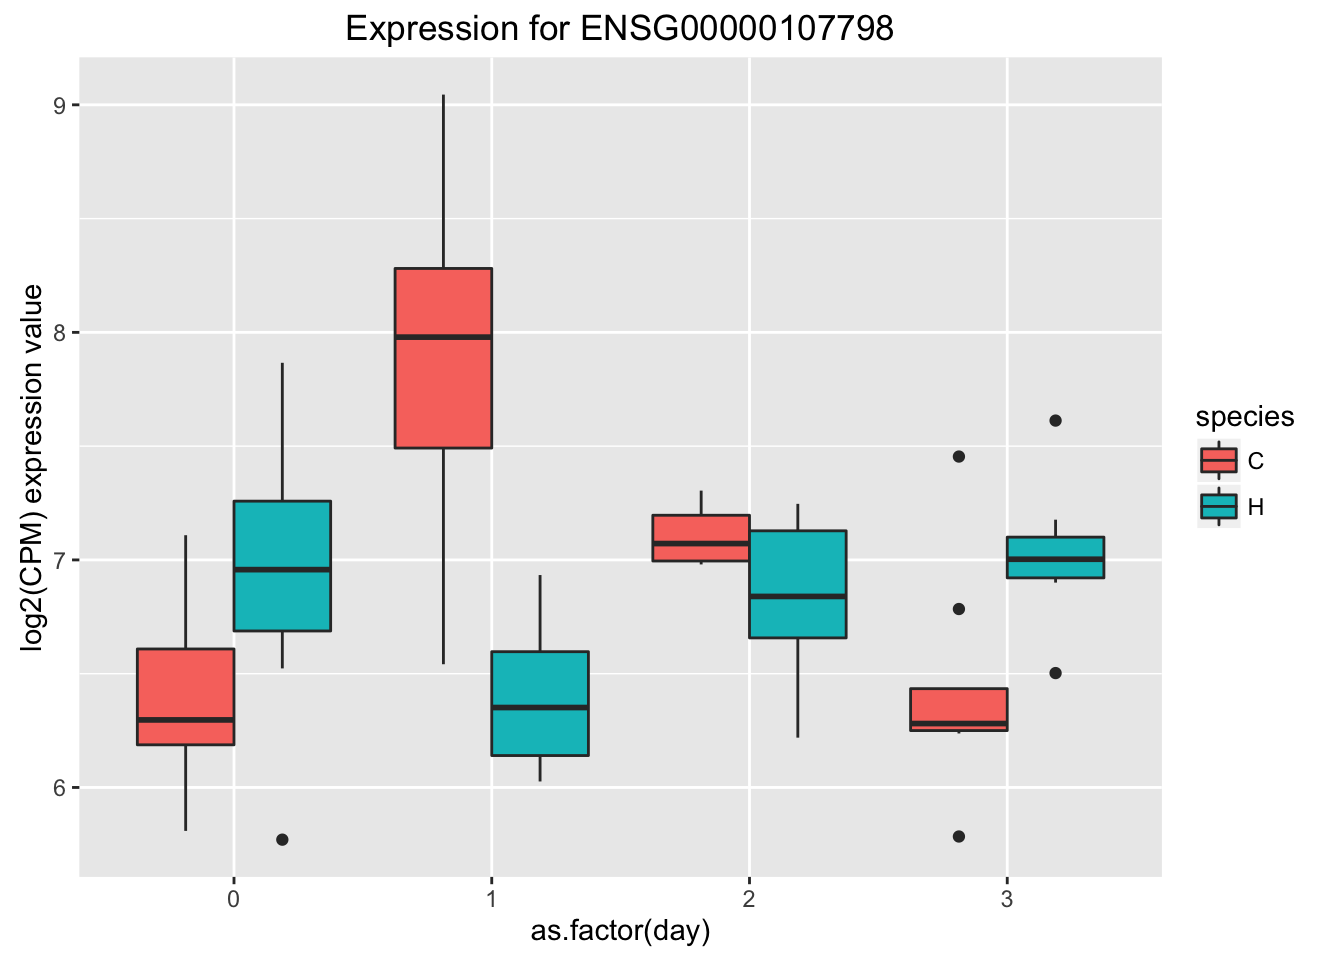 Expression for ENSG00000107798
log2(CPM) expression value
9
8
7
6
0
1
2
3
as.factor(day)
species
C
H